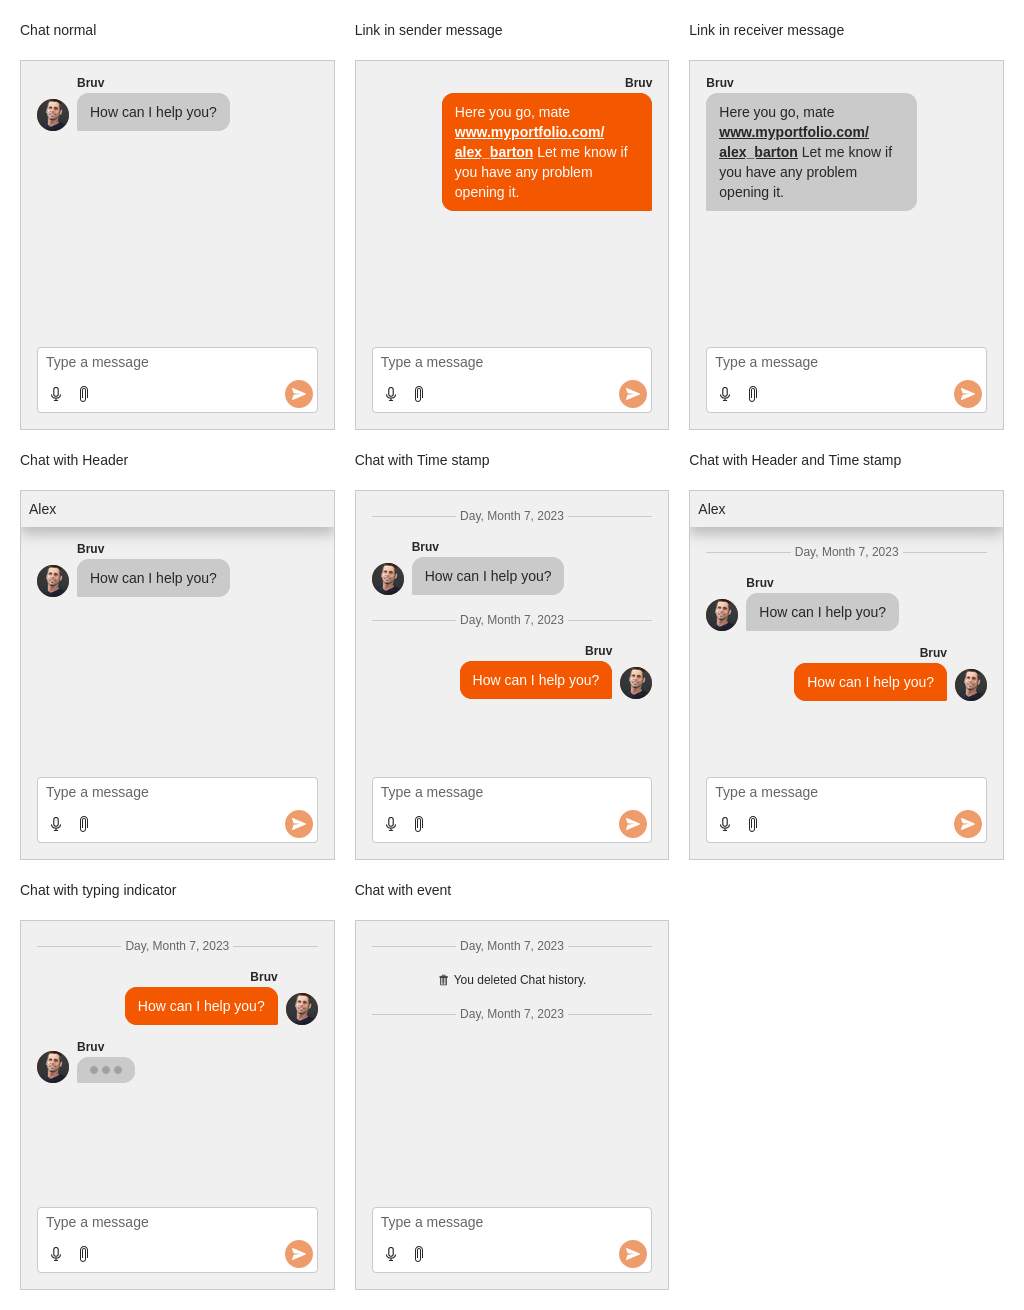 Chat normal
Bruv
How can I help you?
Type a message
Link in sender message
Bruv
Here you go, mate
www.myportfolio.com/
alex_barton Let me know if
you have any problem
opening it.
Type a message
Link in receiver message
Bruv
Here you go, mate
www.myportfolio.com/
alex_barton Let me know if
you have any problem
opening it.
Type a message
Chat with Header
Alex
Bruv
How can I help you?
Type a message
Chat with Time stamp
Day, Month 7, 2023
Bruv
How can I help you?
Day, Month 7, 2023
Bruv
How can I help you?
Type a message
Chat with Header and Time stamp
Alex
Day, Month 7, 2023
Bruv
How can I help you?
Bruv
How can I help you?
Type a message
Chat with typing indicator
Day, Month 7, 2023
Bruv
How can I help you?
Bruv
Type a message
Chat with event
Day, Month 7, 2023
You deleted Chat history.
Day, Month 7, 2023
Type a message